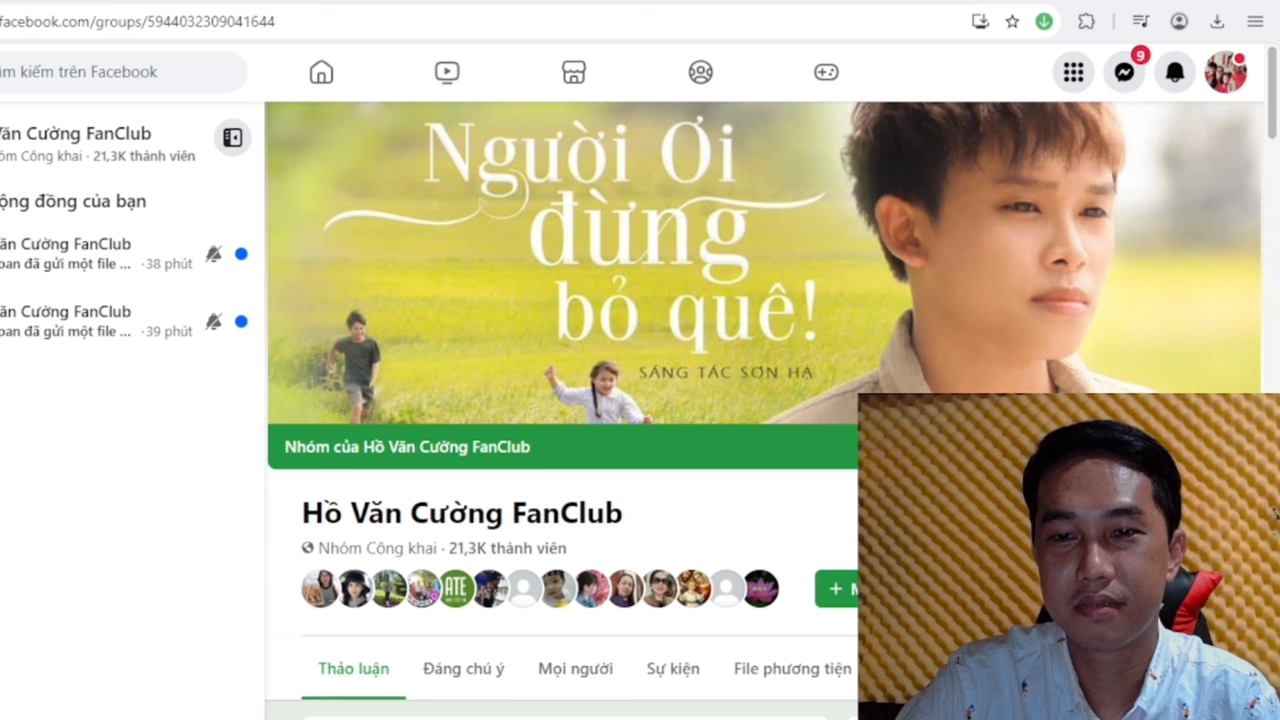 facebook.com/groups/5944032309041644
ìm kiếm trên Facebook
9
Văn Cường FanClub
óm Công khai · 21,3K thành viên
ộng đồng của bạn
ăn Cường FanClub
oan đã gửi một file ... · 38 phút
ăn Cường FanClub
oan đã gửi một file ... · 39 phút
Người Ơi
đừng
bỏ quê!
SÁNG TÁC SƠN HẠ
Nhóm của Hồ Văn Cường FanClub
Hồ Văn Cường FanClub
Nhóm Công khai · 21,3K thành viên
ATE
+ M
Thảo luận
Đáng chú ý
Mọi người
Sự kiện
File phương tiện